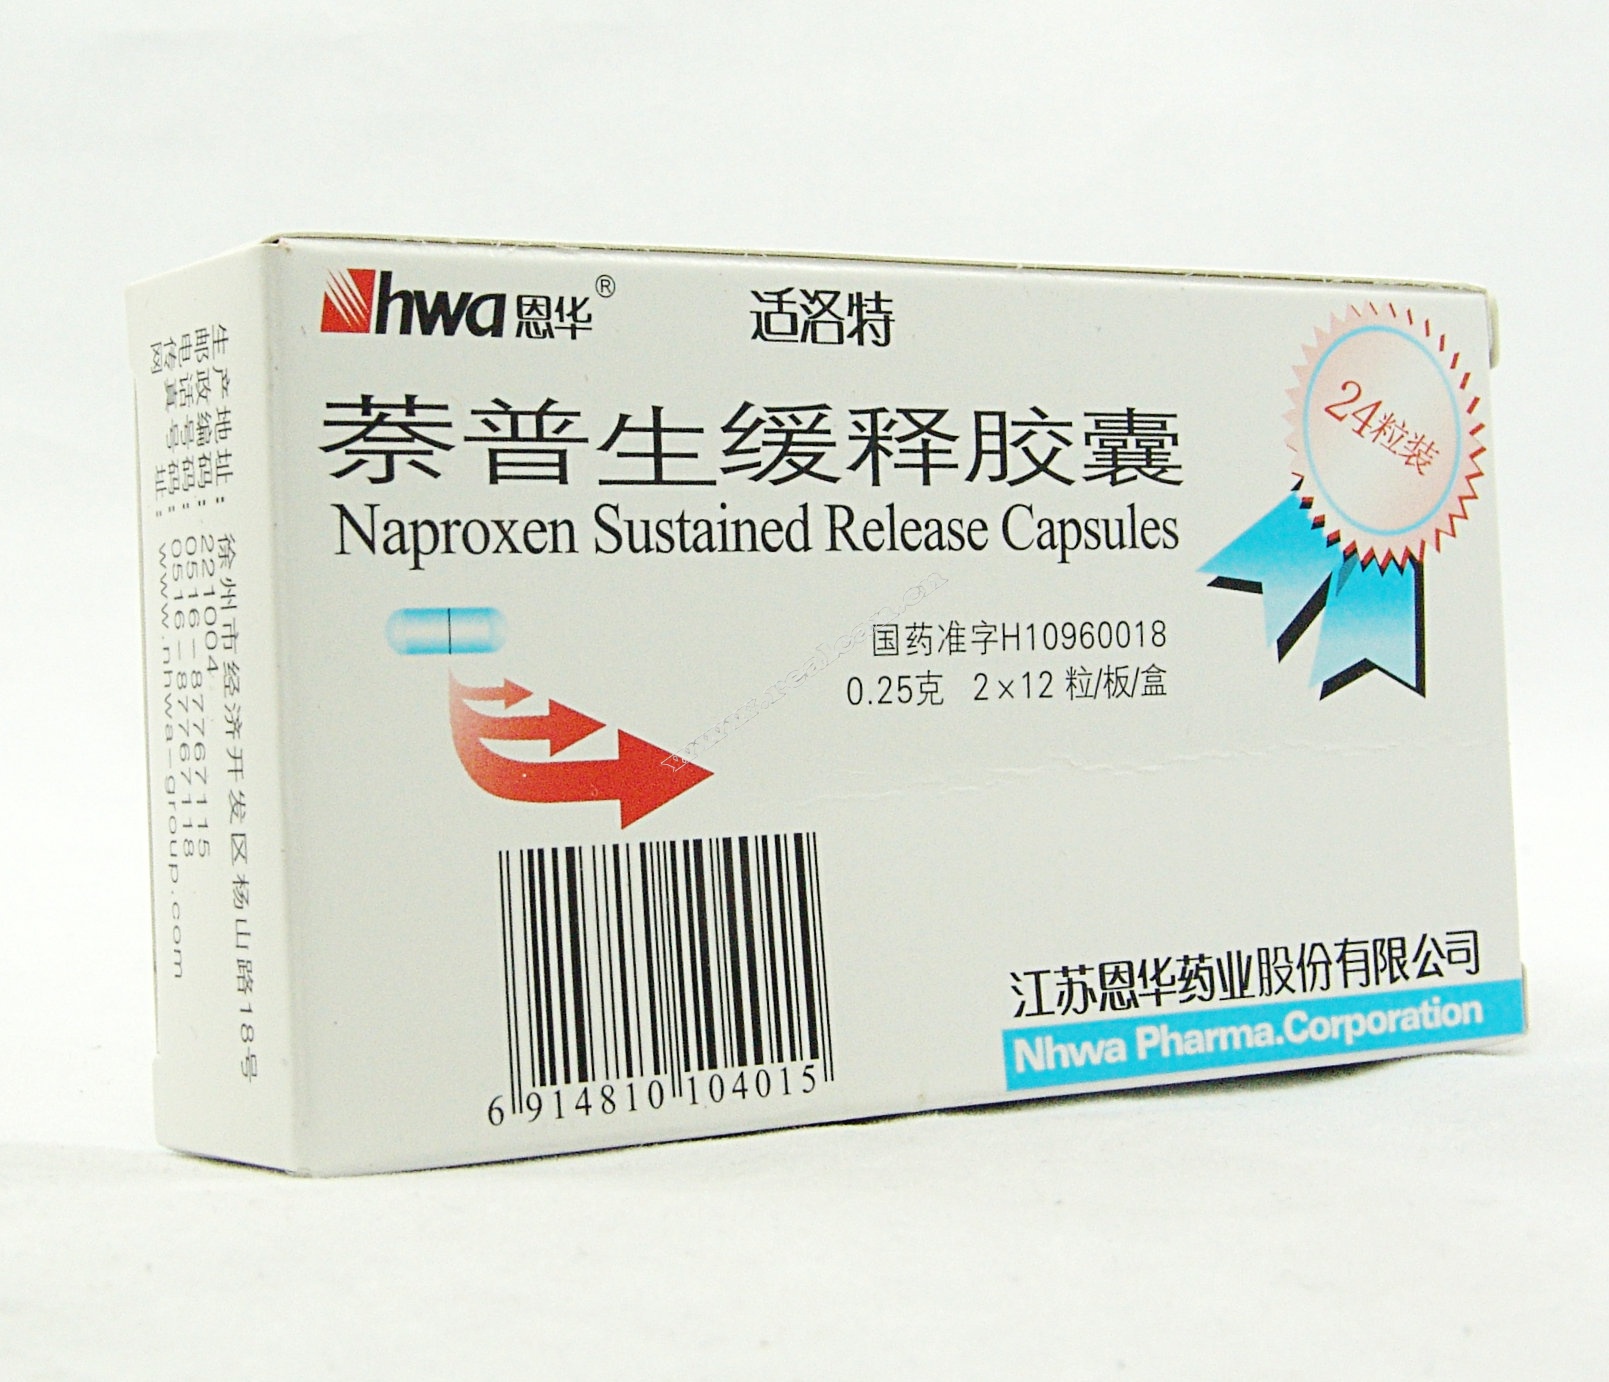 Nhwa恩华®
适洛特
24粒装
萘普生缓释胶囊
Naproxen Sustained Release Capsules
国药准字H10960018
0.25克 2×12 粒/板/盒
6 914810 104015
江苏恩华药业股份有限公司
Nhwa Pharma.Corporation
生产地址：徐州市经济开发区杨山路18号
邮政编码：221004
电话号码：0516-87767115
传真号码：0516-87767118
网址：www.nhwa-group.com